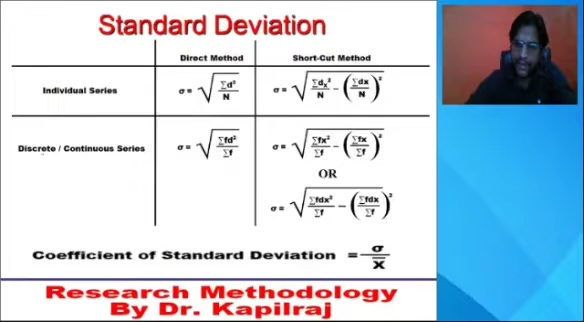 Standard Deviation
Direct Method Short-Cut Method
Individual Series σ = √(Σd²/N) σ = √(Σdₓ²/N − (Σdx/N)²)
Discrete / Continuous Series σ = √(Σfd²/Σf) σ = √(Σfx²/Σf − (Σfx/Σf)²)
OR
σ = √(Σfdx²/Σf − (Σfdx/Σf)²)
Coefficient of Standard Deviation = σ/X̄
Research Methodology
By Dr. Kapilraj